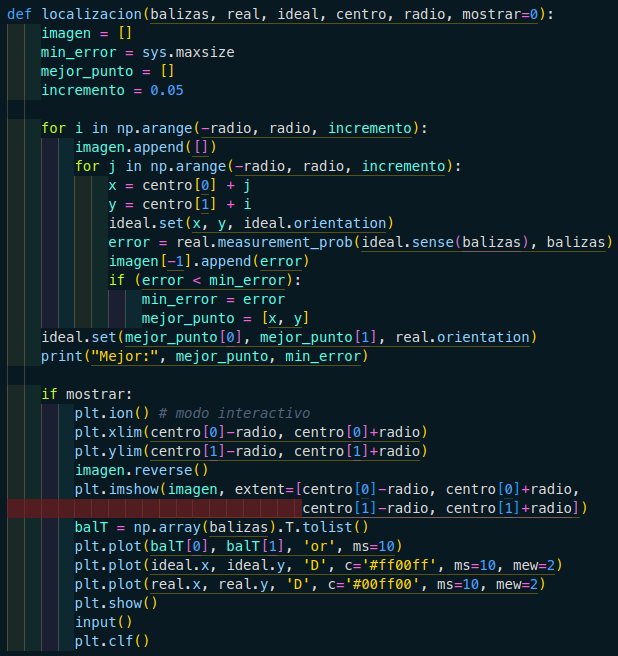 def localizacion(balizas, real, ideal, centro, radio, mostrar=0):
    imagen = []
    min_error = sys.maxsize
    mejor_punto = []
    incremento = 0.05

    for i in np.arange(-radio, radio, incremento):
        imagen.append([])
        for j in np.arange(-radio, radio, incremento):
            x = centro[0] + j
            y = centro[1] + i
            ideal.set(x, y, ideal.orientation)
            error = real.measurement_prob(ideal.sense(balizas), balizas)
            imagen[-1].append(error)
            if (error < min_error):
                min_error = error
                mejor_punto = [x, y]
    ideal.set(mejor_punto[0], mejor_punto[1], real.orientation)
    print("Mejor:", mejor_punto, min_error)

    if mostrar:
        plt.ion() # modo interactivo
        plt.xlim(centro[0]-radio, centro[0]+radio)
        plt.ylim(centro[1]-radio, centro[1]+radio)
        imagen.reverse()
        plt.imshow(imagen, extent=[centro[0]-radio, centro[0]+radio,
                                   centro[1]-radio, centro[1]+radio])
        balT = np.array(balizas).T.tolist()
        plt.plot(balT[0], balT[1], 'or', ms=10)
        plt.plot(ideal.x, ideal.y, 'D', c='#ff00ff', ms=10, mew=2)
        plt.plot(real.x, real.y, 'D', c='#00ff00', ms=10, mew=2)
        plt.show()
        input()
        plt.clf()